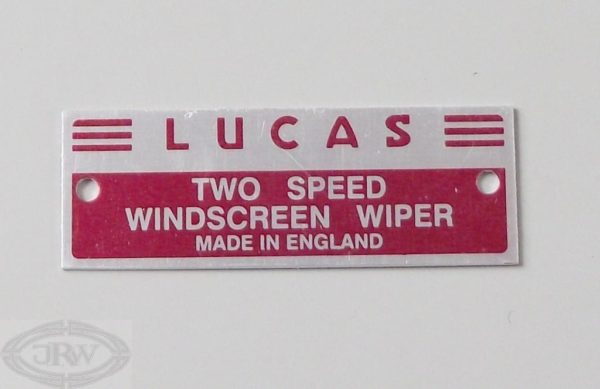 LUCAS
TWO SPEED
WINDSCREEN WIPER
MADE IN ENGLAND
JRW